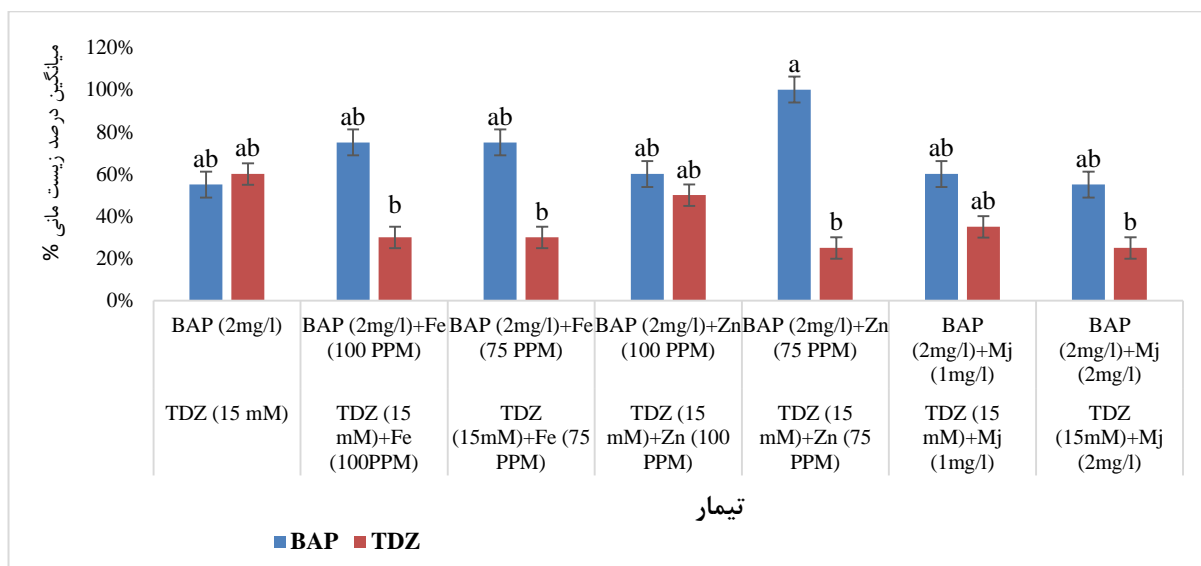 میانگین درصد زیست مانی %
120%
100%
80%
60%
40%
20%
0%
ab
ab
ab
b
ab
b
ab
ab
a
b
ab
ab
ab
b
BAP (2mg/l)
BAP (2mg/l)+Fe
(100 PPM)
BAP (2mg/l)+Fe
(75 PPM)
BAP (2mg/l)+Zn
(100 PPM)
BAP (2mg/l)+Zn
(75 PPM)
BAP
(2mg/l)+Mj
(1mg/l)
BAP
(2mg/l)+Mj
(2mg/l)
TDZ (15 mM)
TDZ (15
mM)+Fe
(100PPM)
TDZ
(15mM)+Fe (75
PPM)
TDZ (15
mM)+Zn (100
PPM)
TDZ (15
mM)+Zn (75
PPM)
TDZ (15
mM)+Mj
(1mg/l)
TDZ
(15mM)+Mj
(2mg/l)
تیمار
BAP
TDZ